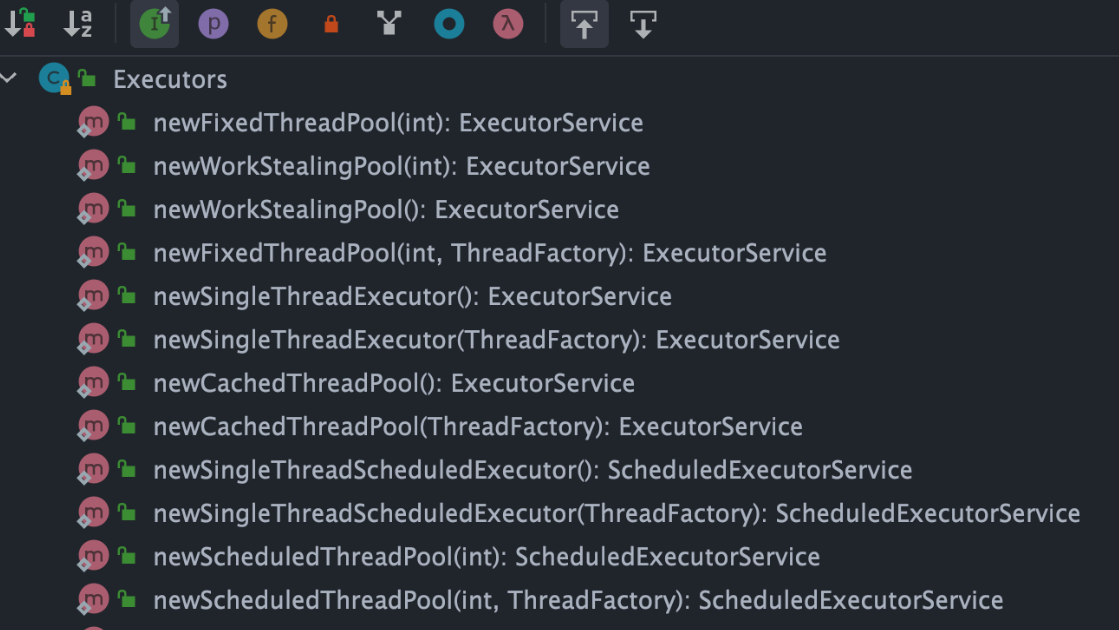 Executors
newFixedThreadPool(int): ExecutorService
newWorkStealingPool(int): ExecutorService
newWorkStealingPool(): ExecutorService
newFixedThreadPool(int, ThreadFactory): ExecutorService
newSingleThreadExecutor(): ExecutorService
newSingleThreadExecutor(ThreadFactory): ExecutorService
newCachedThreadPool(): ExecutorService
newCachedThreadPool(ThreadFactory): ExecutorService
newSingleThreadScheduledExecutor(): ScheduledExecutorService
newSingleThreadScheduledExecutor(ThreadFactory): ScheduledExecutorService
newScheduledThreadPool(int): ScheduledExecutorService
newScheduledThreadPool(int, ThreadFactory): ScheduledExecutorService